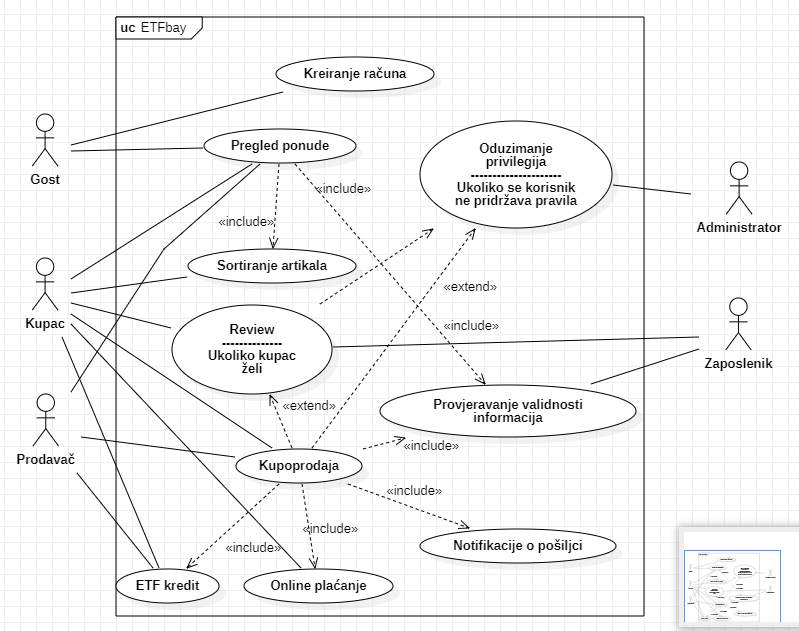 uc ETFbay
Kreiranje računa
Gost
Pregled ponude
Oduzimanje
privilegija
---------------------
Ukoliko se korisnik
ne pridržava pravila
Administrator
«include»
«include»
Kupac
Sortiranje artikala
«extend»
Review
--------------
Ukoliko kupac
želi
«include»
Zaposlenik
Prodavač
«extend»
Provjeravanje validnosti
informacija
«include»
Kupoprodaja
«include»
«include»
«include»
Notifikacije o pošiljci
ETF kredit
Online plaćanje